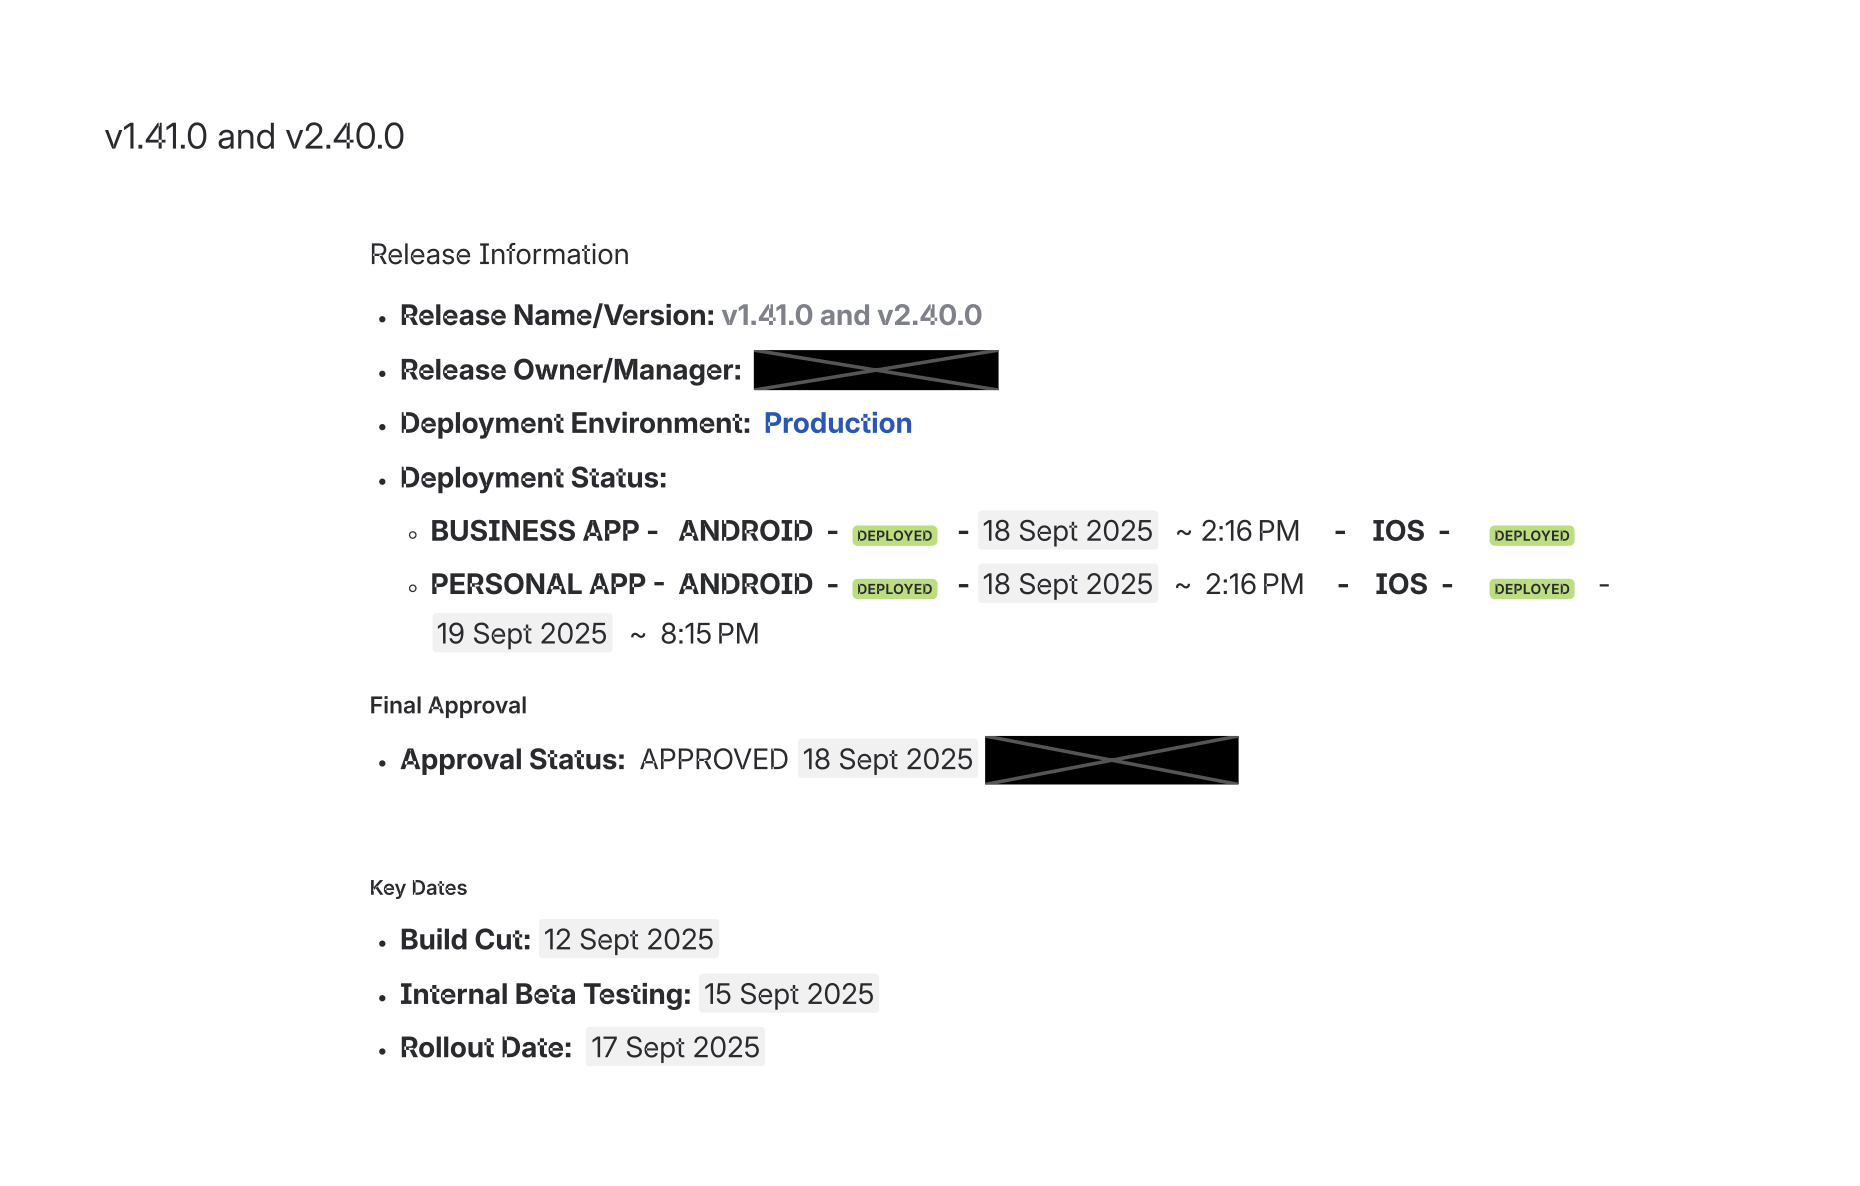 v1.41.0 and v2.40.0
Release Information
• Release Name/Version: v1.41.0 and v2.40.0
• Release Owner/Manager:
• Deployment Environment: Production
• Deployment Status:
◦ BUSINESS APP - ANDROID - DEPLOYED - 18 Sept 2025 ~ 2:16 PM - IOS - DEPLOYED
◦ PERSONAL APP - ANDROID - DEPLOYED - 18 Sept 2025 ~ 2:16 PM - IOS - DEPLOYED -
19 Sept 2025 ~ 8:15 PM
Final Approval
• Approval Status: APPROVED 18 Sept 2025
Key Dates
• Build Cut: 12 Sept 2025
• Internal Beta Testing: 15 Sept 2025
• Rollout Date: 17 Sept 2025